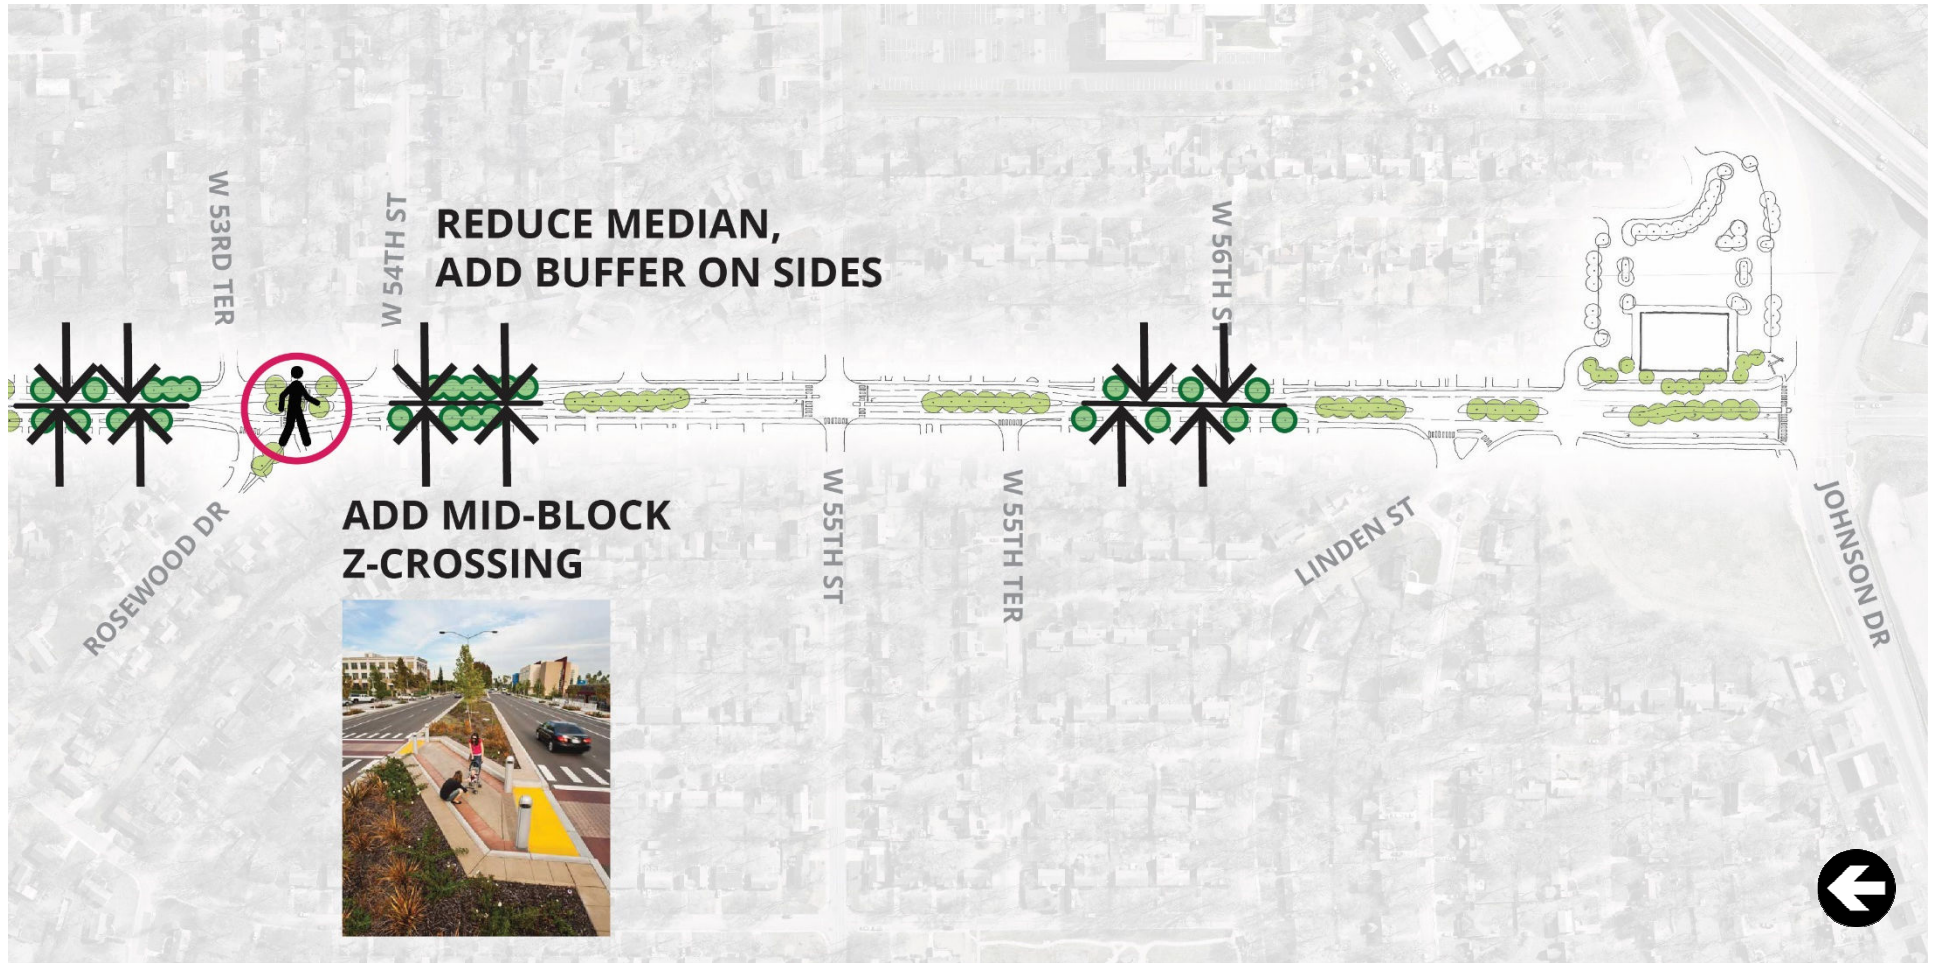 W 53RD TER
W 54TH ST
REDUCE MEDIAN,
ADD BUFFER ON SIDES
W 56TH ST
ADD MID-BLOCK
Z-CROSSING
ROSEWOOD DR
W 55TH ST
W 55TH TER
LINDEN ST
JOHNSON DR